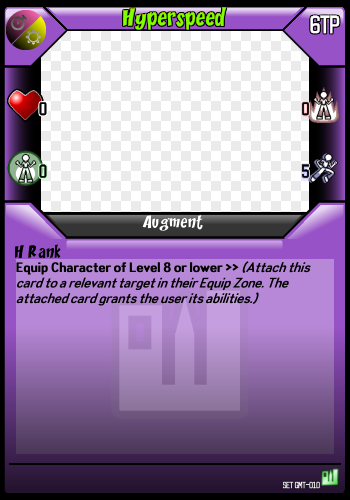 Hyperspeed
6TP
0
0
0
5
Augment
H Rank
Equip Character of Level 8 or lower >> (Attach this
card to a relevant target in their Equip Zone. The
attached card grants the user its abilities.)
SET GMT-010